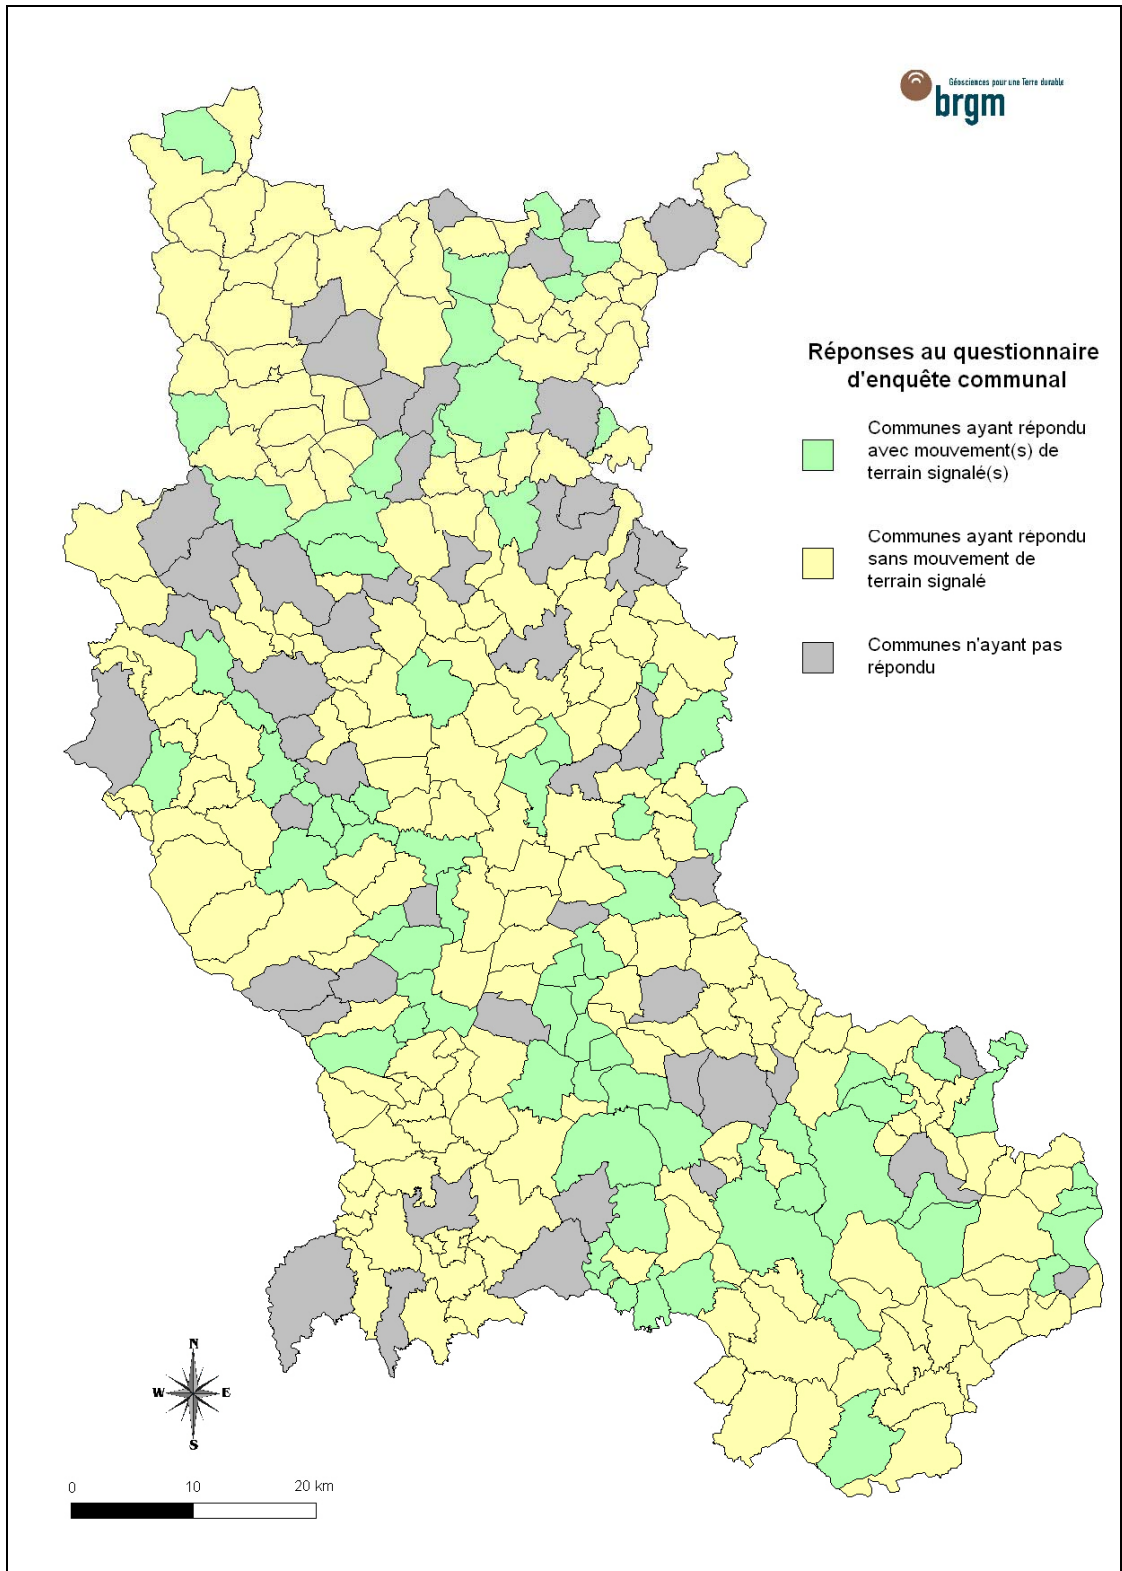 Géosciences pour une Terre durable
brgm
Réponses au questionnaire
d'enquête communal
Communes ayant répondu
avec mouvement(s) de
terrain signalé(s)
Communes ayant répondu
sans mouvement de
terrain signalé
Communes n'ayant pas
répondu
N
W E
S
0 10 20 km